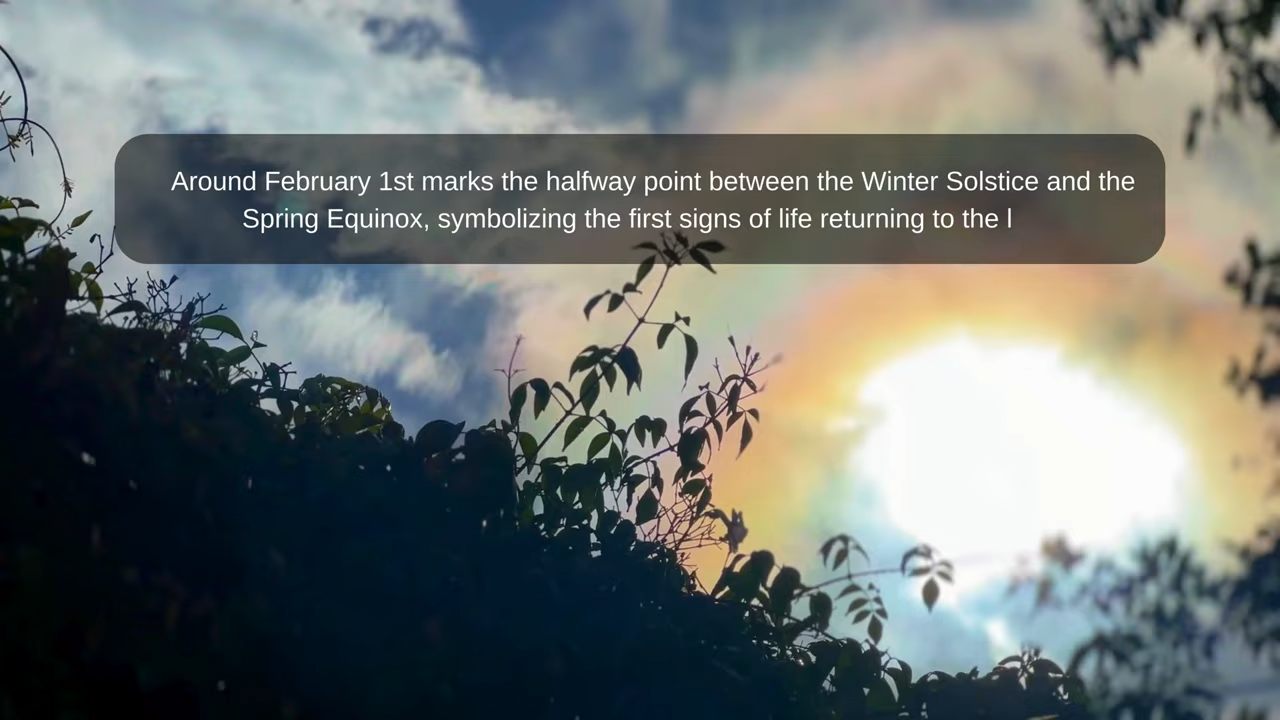 Around February 1st marks the halfway point between the Winter Solstice and the
Spring Equinox, symbolizing the first signs of life returning to the l